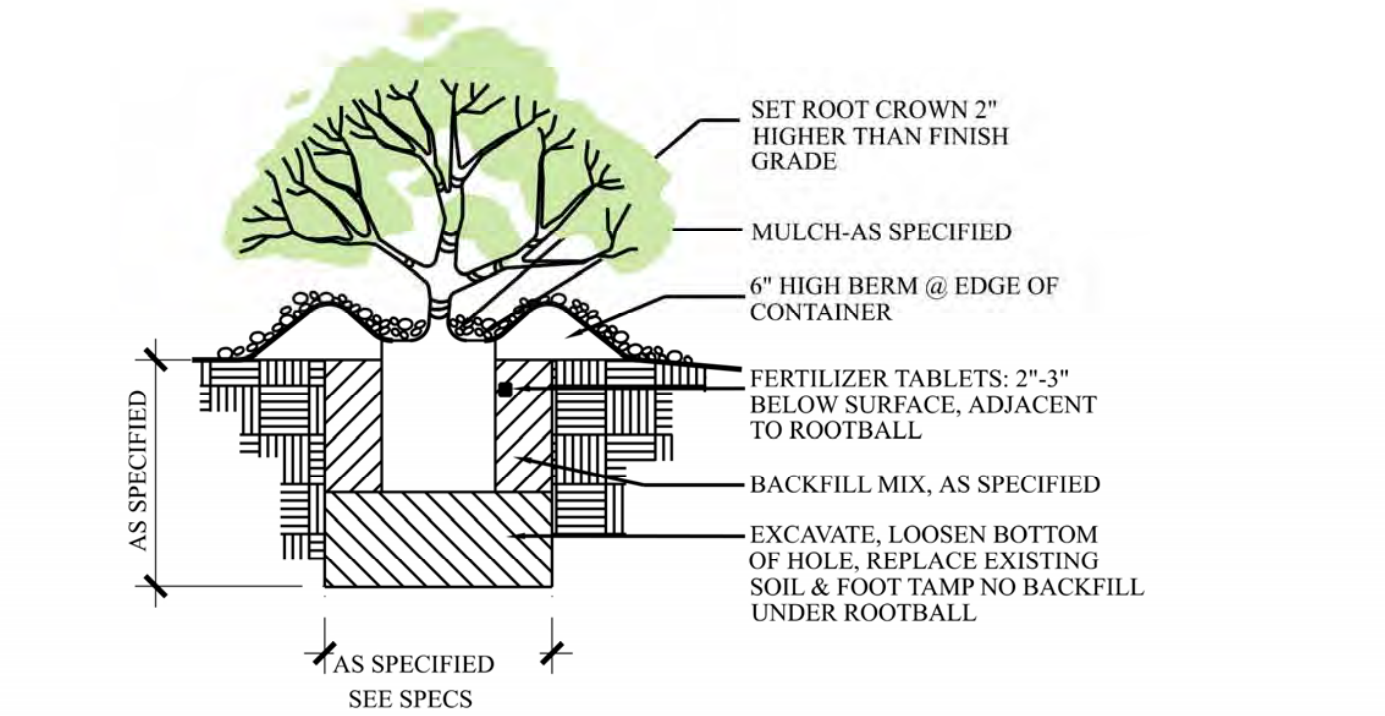 SET ROOT CROWN 2"
HIGHER THAN FINISH
GRADE
MULCH-AS SPECIFIED
6" HIGH BERM @ EDGE OF
CONTAINER
FERTILIZER TABLETS: 2"-3"
BELOW SURFACE, ADJACENT
TO ROOTBALL
BACKFILL MIX, AS SPECIFIED
EXCAVATE, LOOSEN BOTTOM
OF HOLE, REPLACE EXISTING
SOIL & FOOT TAMP NO BACKFILL
UNDER ROOTBALL
AS SPECIFIED
AS SPECIFIED
SEE SPECS